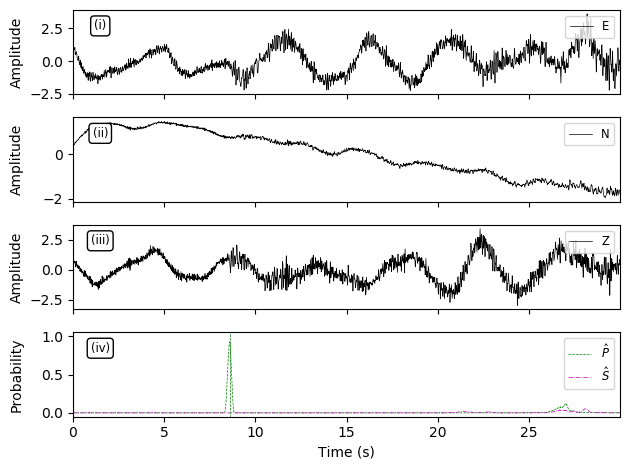 (i)
E
Amplitude
2.5
0.0
−2.5
(ii)
N
Amplitude
0
−2
(iii)
Z
Amplitude
2.5
0.0
−2.5
(iv)
P̂
Ŝ
Probability
1.0
0.5
0.0
0 5 10 15 20 25
Time (s)